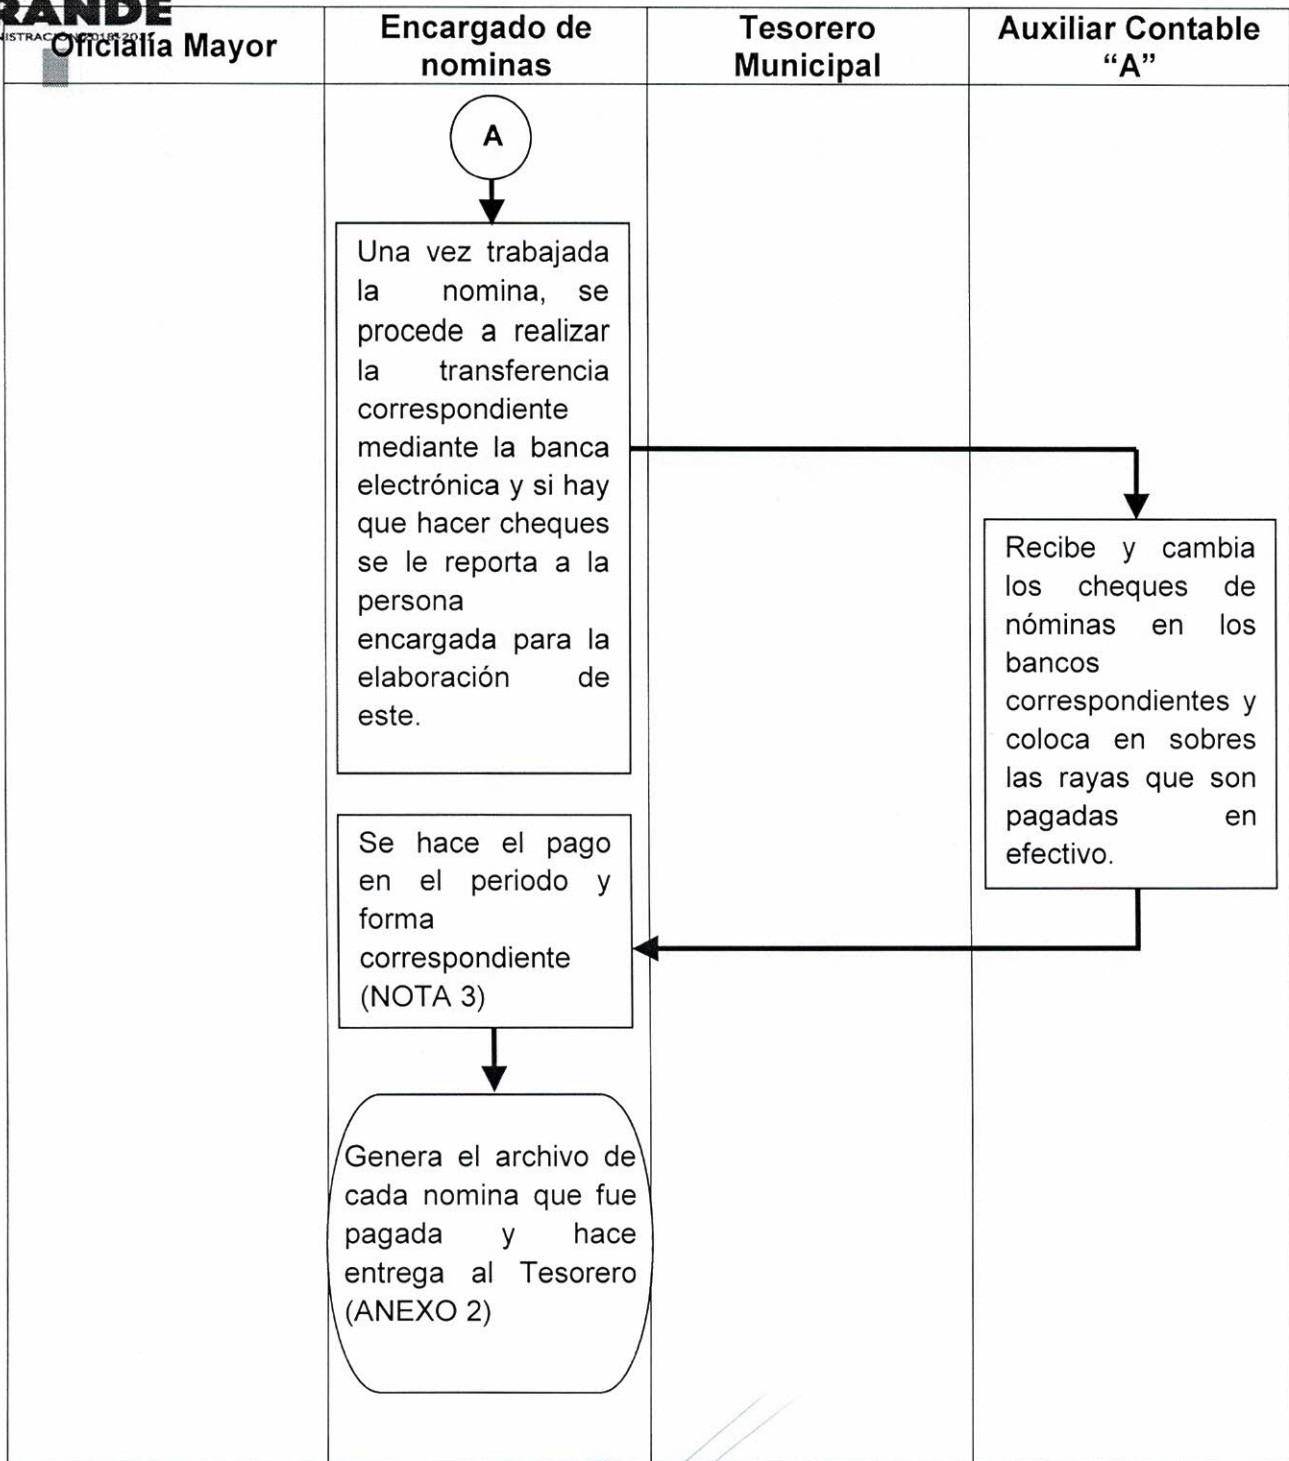 RANDE
Oficialía Mayor
Encargado de
nominas
Tesorero
Municipal
Auxiliar Contable
“A”
A
Una vez trabajada
la nomina, se
procede a realizar
la transferencia
correspondiente
mediante la banca
electrónica y si hay
que hacer cheques
se le reporta a la
persona
encargada para la
elaboración de
este.
Recibe y cambia
los cheques de
nóminas en los
bancos
correspondientes y
coloca en sobres
las rayas que son
pagadas en
efectivo.
Se hace el pago
en el periodo y
forma
correspondiente
(NOTA 3)
Genera el archivo de
cada nomina que fue
pagada y hace
entrega al Tesorero
(ANEXO 2)